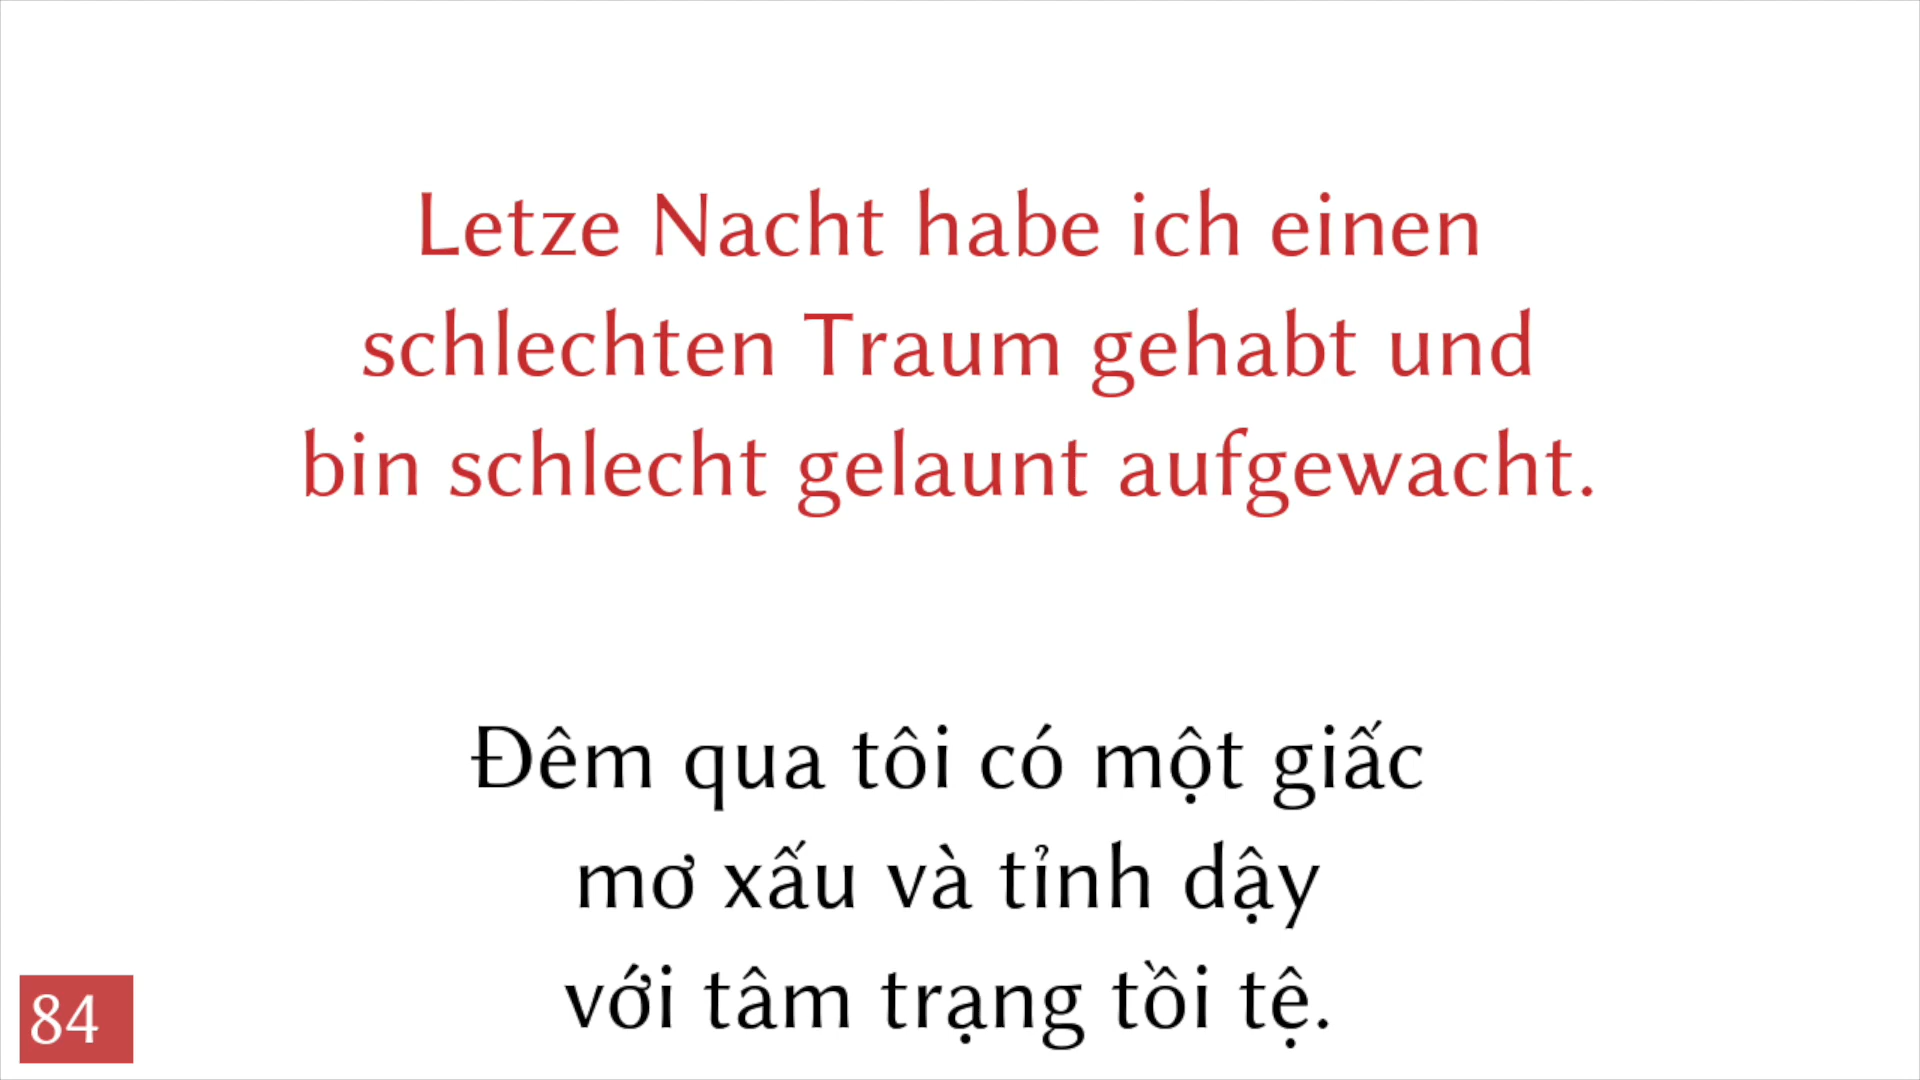 Letze Nacht habe ich einen
schlechten Traum gehabt und
bin schlecht gelaunt aufgewacht.
Đêm qua tôi có một giấc
mơ xấu và tỉnh dậy
với tâm trạng tồi tệ.
84